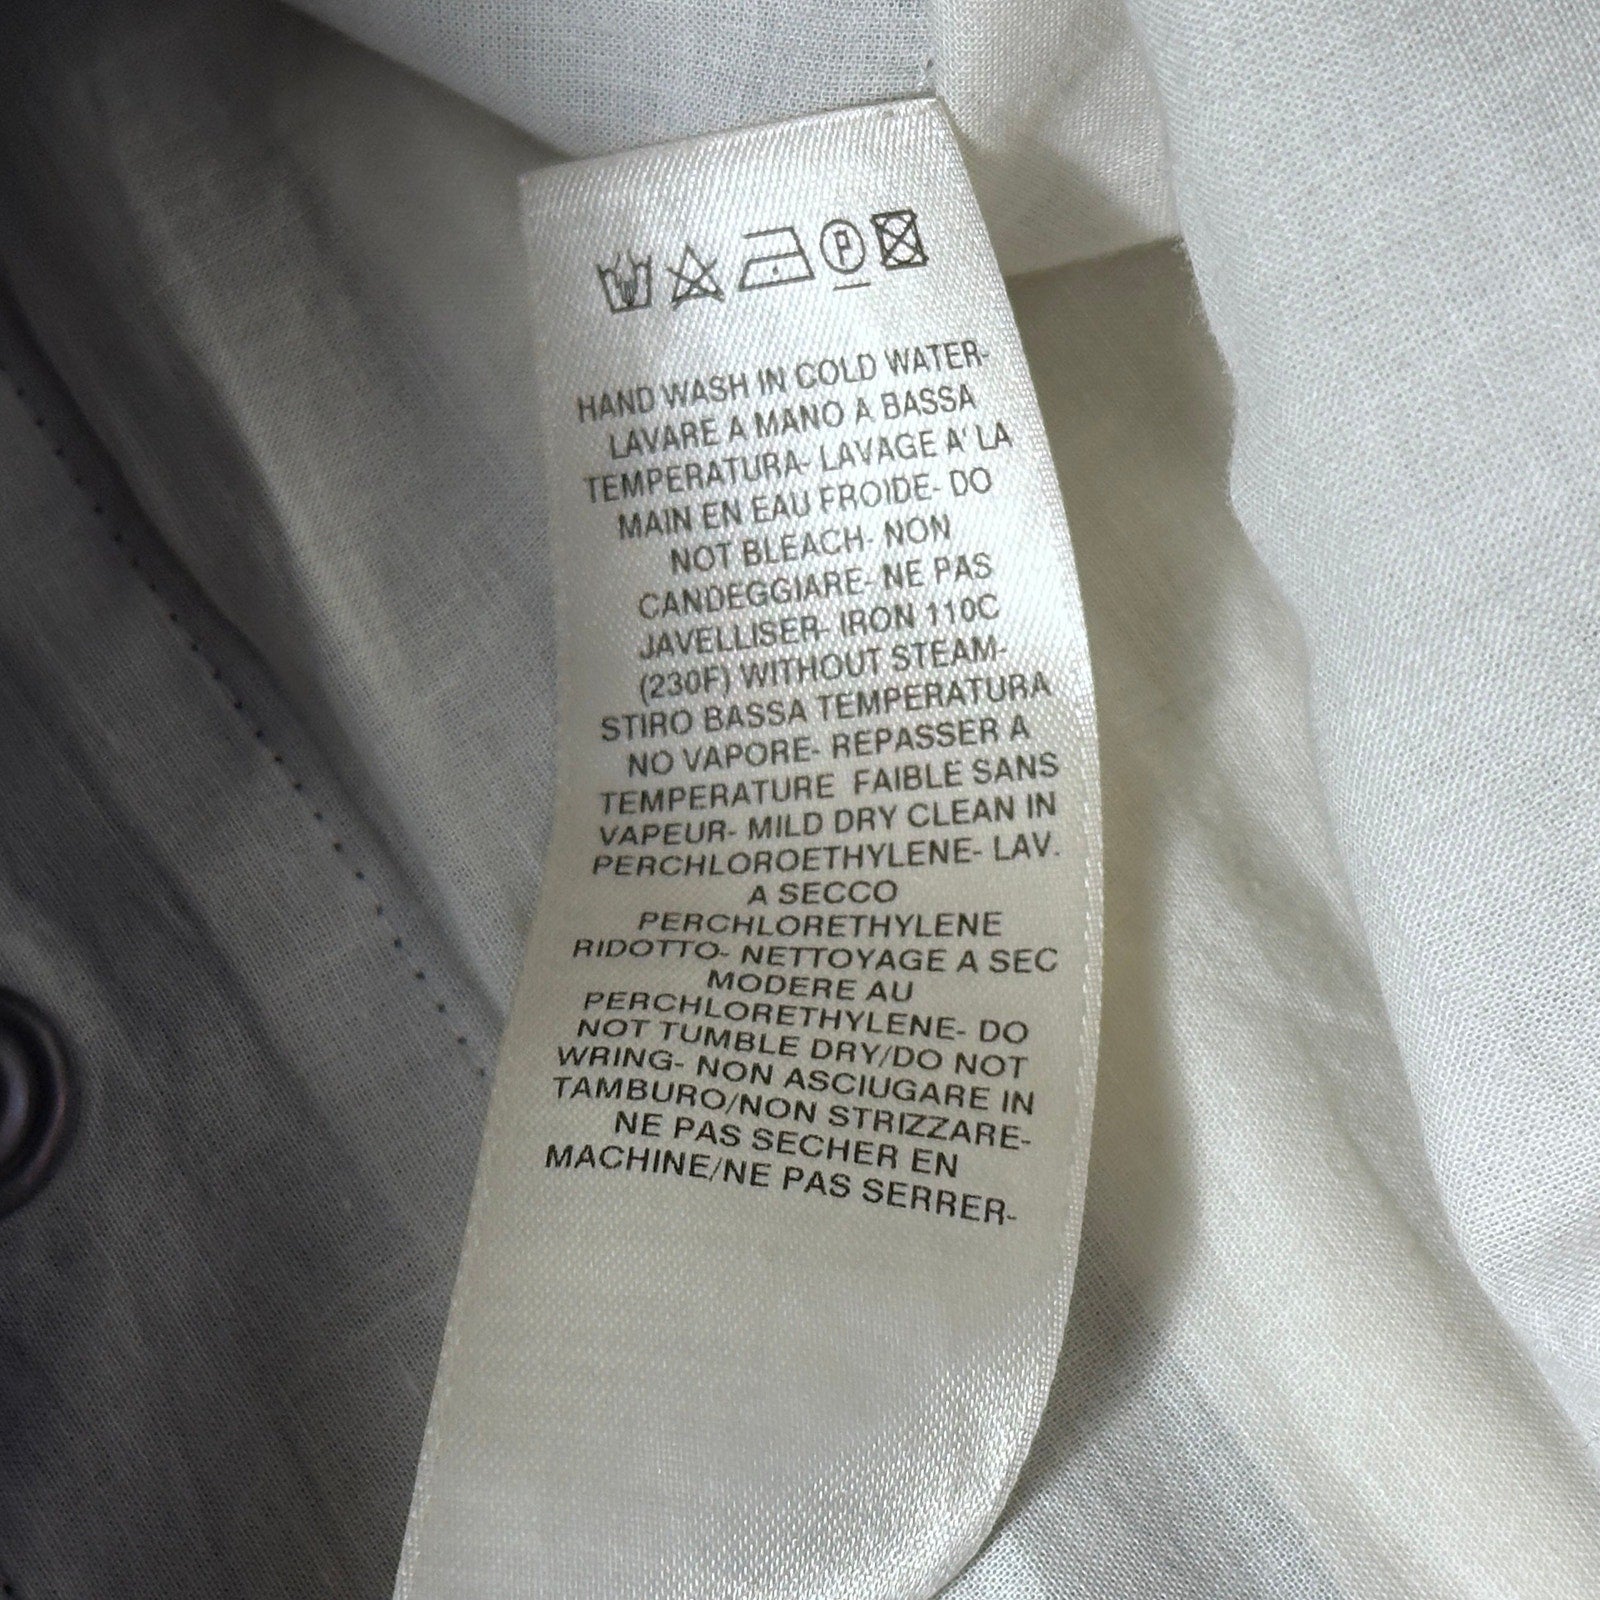 HAND WASH IN COLD WATER-
LAVARE A MANO A BASSA
TEMPERATURA- LAVAGE A' LA
MAIN EN EAU FROIDE- DO
NOT BLEACH- NON
CANDEGGIARE- NE PAS
JAVELLISER- IRON 110C
(230F) WITHOUT STEAM-
STIRO BASSA TEMPERATURA
NO VAPORE- REPASSER A
TEMPERATURE FAIBLE SANS
VAPEUR- MILD DRY CLEAN IN
PERCHLOROETHYLENE- LAV.
A SECCO
PERCHLORETHYLENE
RIDOTTO- NETTOYAGE A SEC
MODERE AU
PERCHLORETHYLENE- DO
NOT TUMBLE DRY/DO NOT
WRING- NON ASCIUGARE IN
TAMBURO/NON STRIZZARE-
NE PAS SECHER EN
MACHINE/NE PAS SERRER-